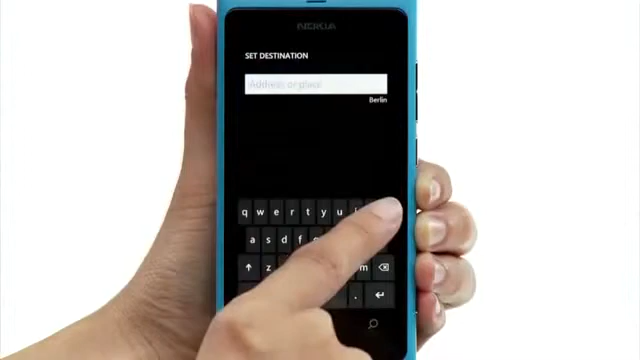 NOKIA
SET DESTINATION
Address or place
Berlin
q w e r t y u i
a s d f
z m
.